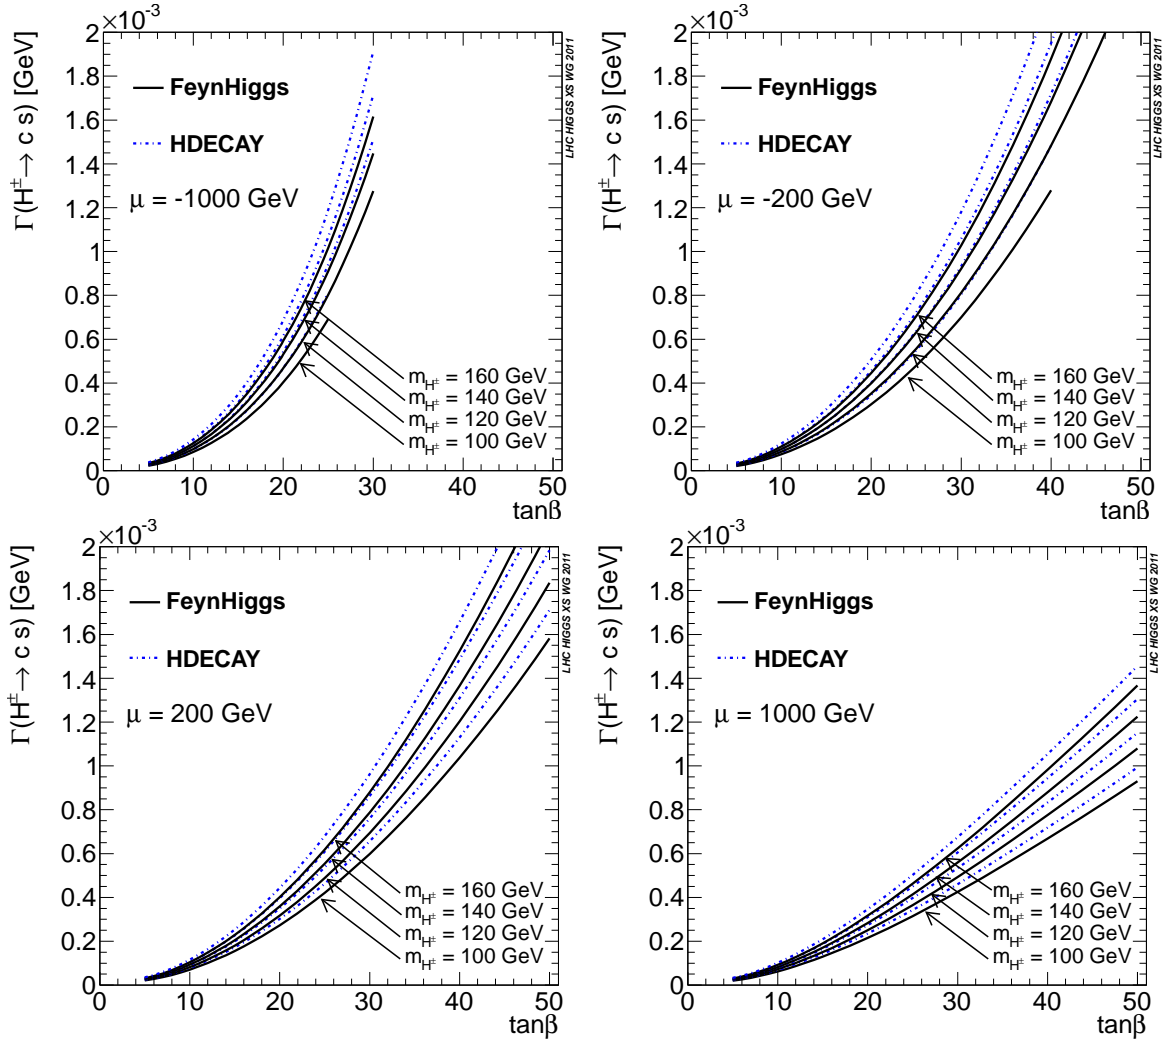 ×10⁻³
Γ(H± → c s) [GeV]
2
1.8
1.6
1.4
1.2
1
0.8
0.6
0.4
0.2
0
FeynHiggs
HDECAY
μ = -1000 GeV
m_H± = 160 GeV
m_H± = 140 GeV
m_H± = 120 GeV
m_H± = 100 GeV
0 10 20 30 40 50
tanβ
LHC HIGGS XS WG 2011
×10⁻³
Γ(H± → c s) [GeV]
2
1.8
1.6
1.4
1.2
1
0.8
0.6
0.4
0.2
0
FeynHiggs
HDECAY
μ = -200 GeV
m_H± = 160 GeV
m_H± = 140 GeV
m_H± = 120 GeV
m_H± = 100 GeV
0 10 20 30 40 50
tanβ
LHC HIGGS XS WG 2011
×10⁻³
Γ(H± → c s) [GeV]
2
1.8
1.6
1.4
1.2
1
0.8
0.6
0.4
0.2
0
FeynHiggs
HDECAY
μ = 200 GeV
m_H± = 160 GeV
m_H± = 140 GeV
m_H± = 120 GeV
m_H± = 100 GeV
0 10 20 30 40 50
tanβ
LHC HIGGS XS WG 2011
×10⁻³
Γ(H± → c s) [GeV]
2
1.8
1.6
1.4
1.2
1
0.8
0.6
0.4
0.2
0
FeynHiggs
HDECAY
μ = 1000 GeV
m_H± = 160 GeV
m_H± = 140 GeV
m_H± = 120 GeV
m_H± = 100 GeV
0 10 20 30 40 50
tanβ
LHC HIGGS XS WG 2011